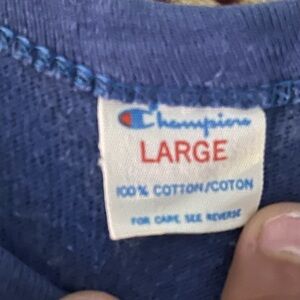 Champion
LARGE
100% COTTON/COTON
FOR CARE SEE REVERSE